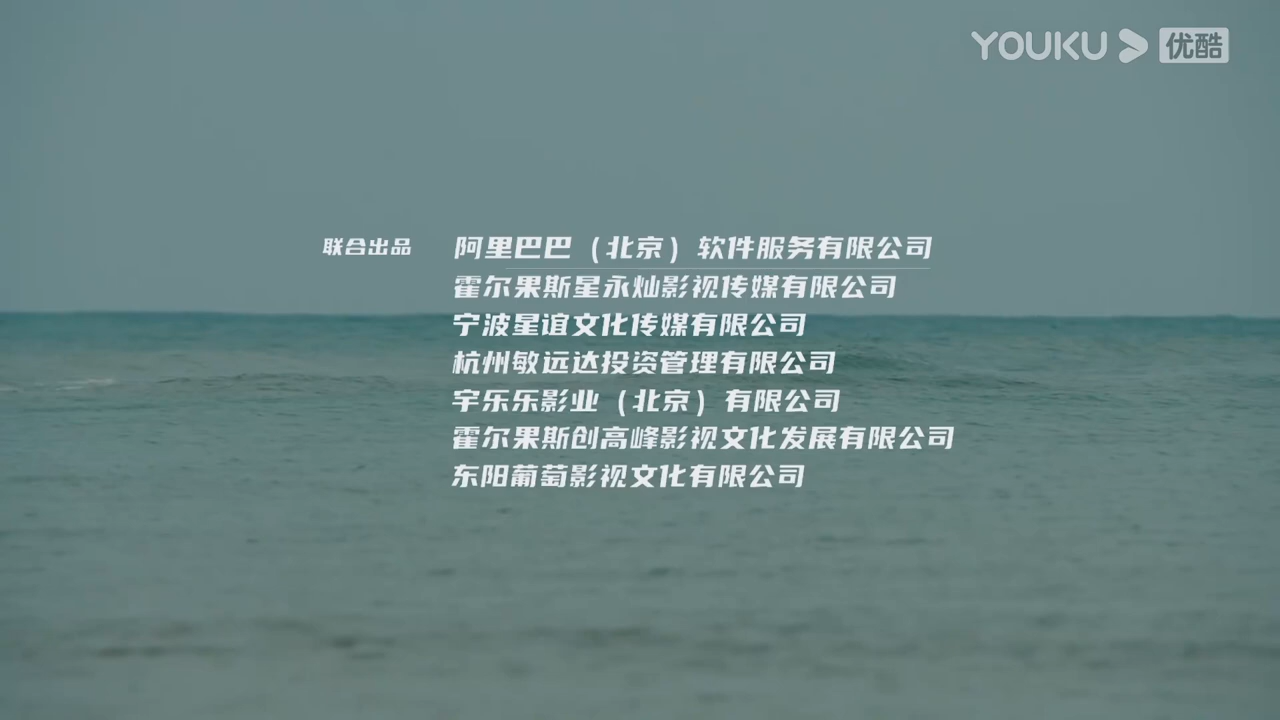 YOUKU 优酷
联合出品 阿里巴巴（北京）软件服务有限公司
霍尔果斯星永灿影视传媒有限公司
宁波星谊文化传媒有限公司
杭州敏远达投资管理有限公司
宇乐乐影业（北京）有限公司
霍尔果斯创高峰影视文化发展有限公司
东阳葡萄影视文化有限公司